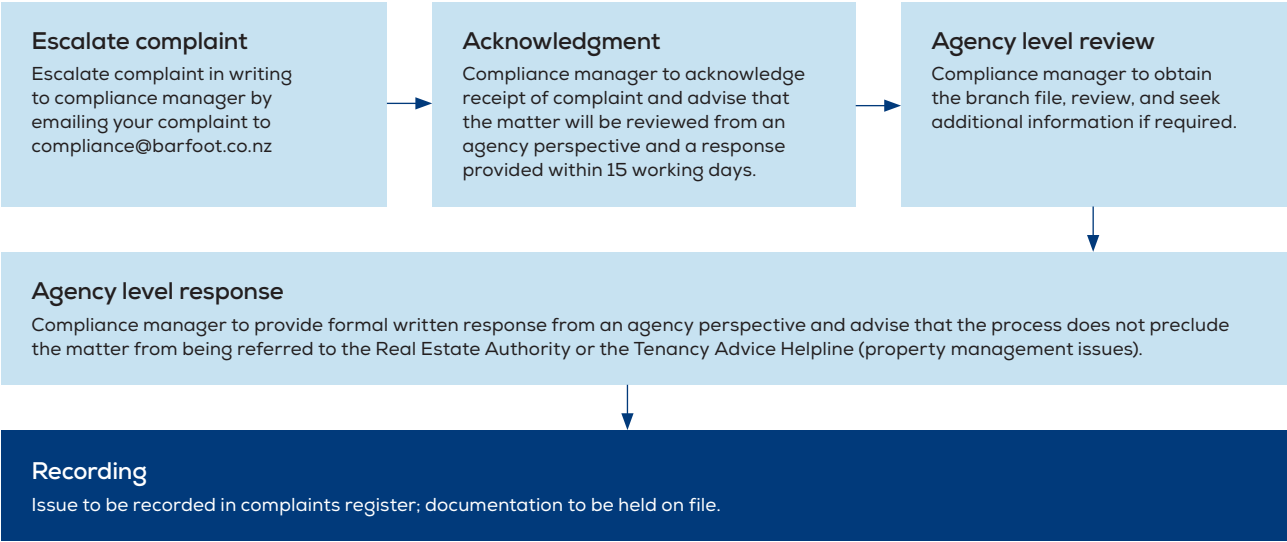 Escalate complaint
Escalate complaint in writing
to compliance manager by
emailing your complaint to
compliance@barfoot.co.nz
Acknowledgment
Compliance manager to acknowledge
receipt of complaint and advise that
the matter will be reviewed from an
agency perspective and a response
provided within 15 working days.
Agency level review
Compliance manager to obtain
the branch file, review, and seek
additional information if required.
Agency level response
Compliance manager to provide formal written response from an agency perspective and advise that the process does not preclude
the matter from being referred to the Real Estate Authority or the Tenancy Advice Helpline (property management issues).
Recording
Issue to be recorded in complaints register; documentation to be held on file.